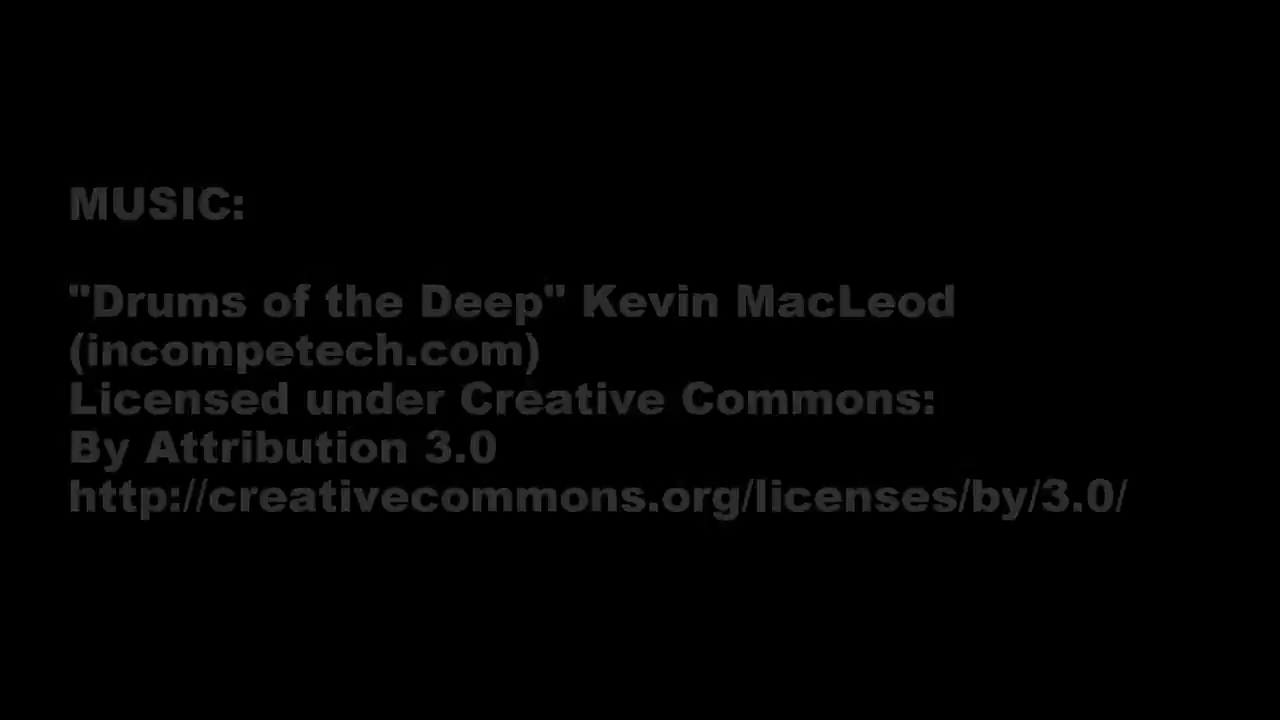 MUSIC:
"Drums of the Deep" Kevin MacLeod
(incompetech.com)
Licensed under Creative Commons:
By Attribution 3.0
http://creativecommons.org/licenses/by/3.0/